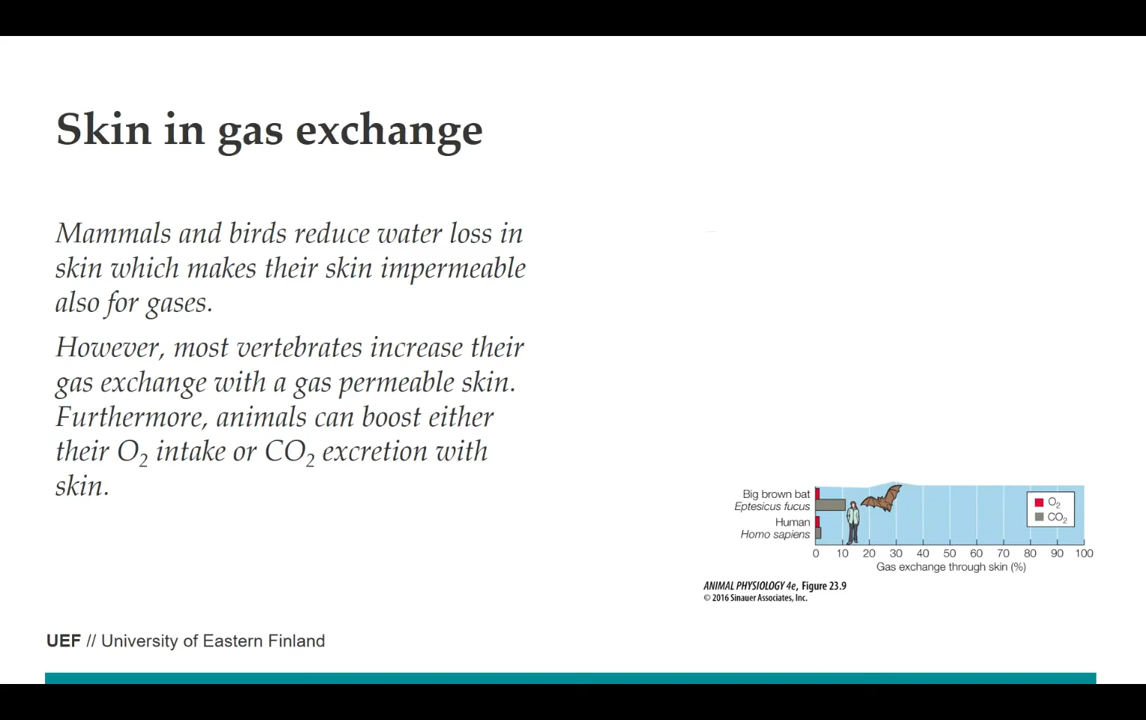 Skin in gas exchange
Mammals and birds reduce water loss in
skin which makes their skin impermeable
also for gases.
However, most vertebrates increase their
gas exchange with a gas permeable skin.
Furthermore, animals can boost either
their O₂ intake or CO₂ excretion with
skin.
Big brown bat
Eptesicus fucus
Human
Homo sapiens
O₂
CO₂
0 10 20 30 40 50 60 70 80 90 100
Gas exchange through skin (%)
ANIMAL PHYSIOLOGY 4e, Figure 23.9
© 2016 Sinauer Associates, Inc.
UEF // University of Eastern Finland